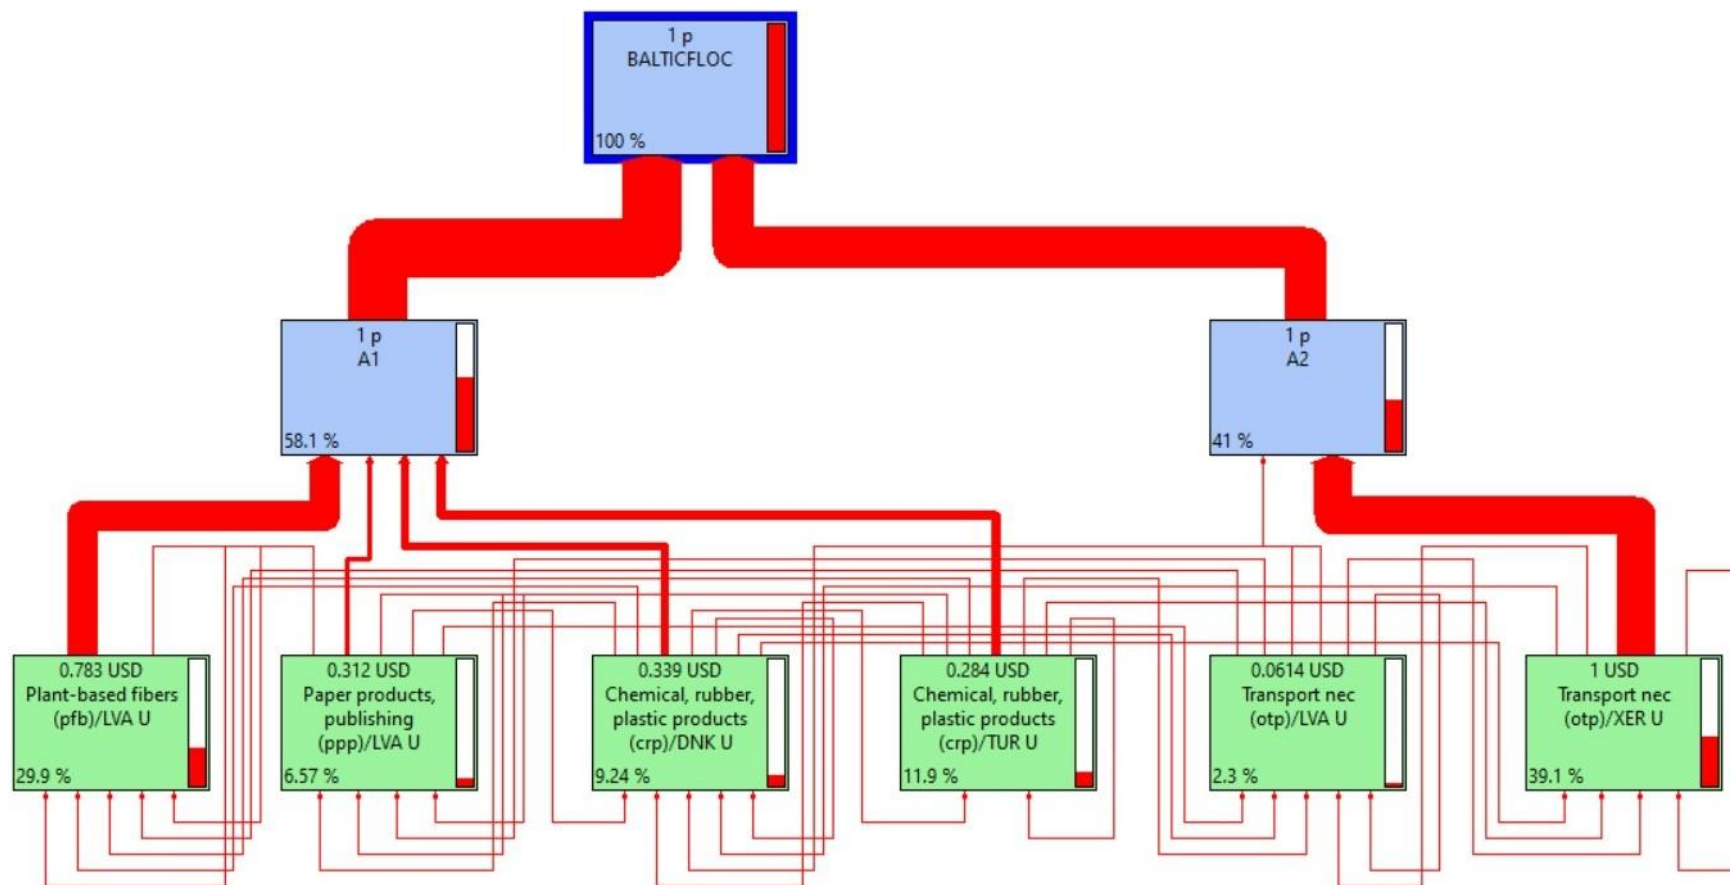 1 p
BALTICFLOC
100 %
1 p
A1
58.1 %
1 p
A2
41 %
0.783 USD
Plant-based fibers
(pfb)/LVA U
29.9 %
0.312 USD
Paper products,
publishing
(ppp)/LVA U
6.57 %
0.339 USD
Chemical, rubber,
plastic products
(crp)/DNK U
9.24 %
0.284 USD
Chemical, rubber,
plastic products
(crp)/TUR U
11.9 %
0.0614 USD
Transport nec
(otp)/LVA U
2.3 %
1 USD
Transport nec
(otp)/XER U
39.1 %